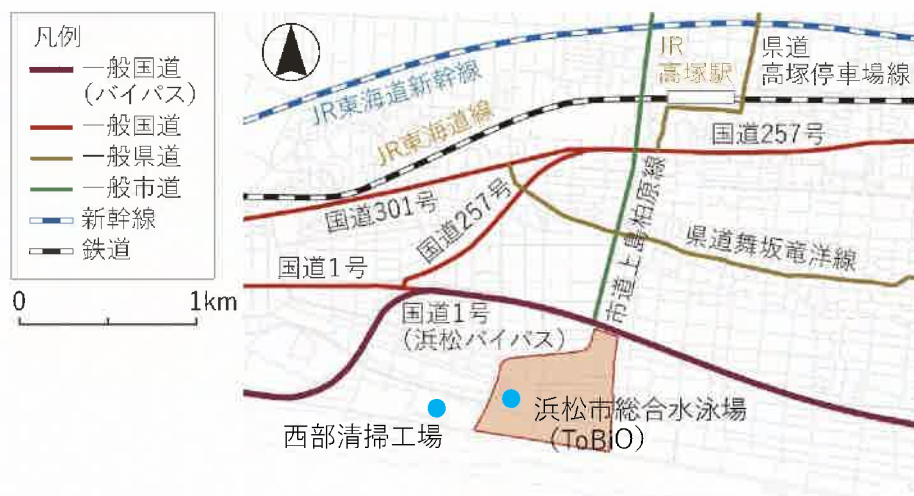 凡例
一般国道
(バイパス)
一般国道
一般県道
一般市道
新幹線
鉄道
0 1km
JR
高塚駅
県道
高塚停車場線
JR東海道新幹線
JR東海道線
国道257号
国道301号
国道257号
市道上島柏原線
県道舞坂竜洋線
国道1号
国道1号
(浜松バイパス)
浜松市総合水泳場
(ToBiO)
西部清掃工場